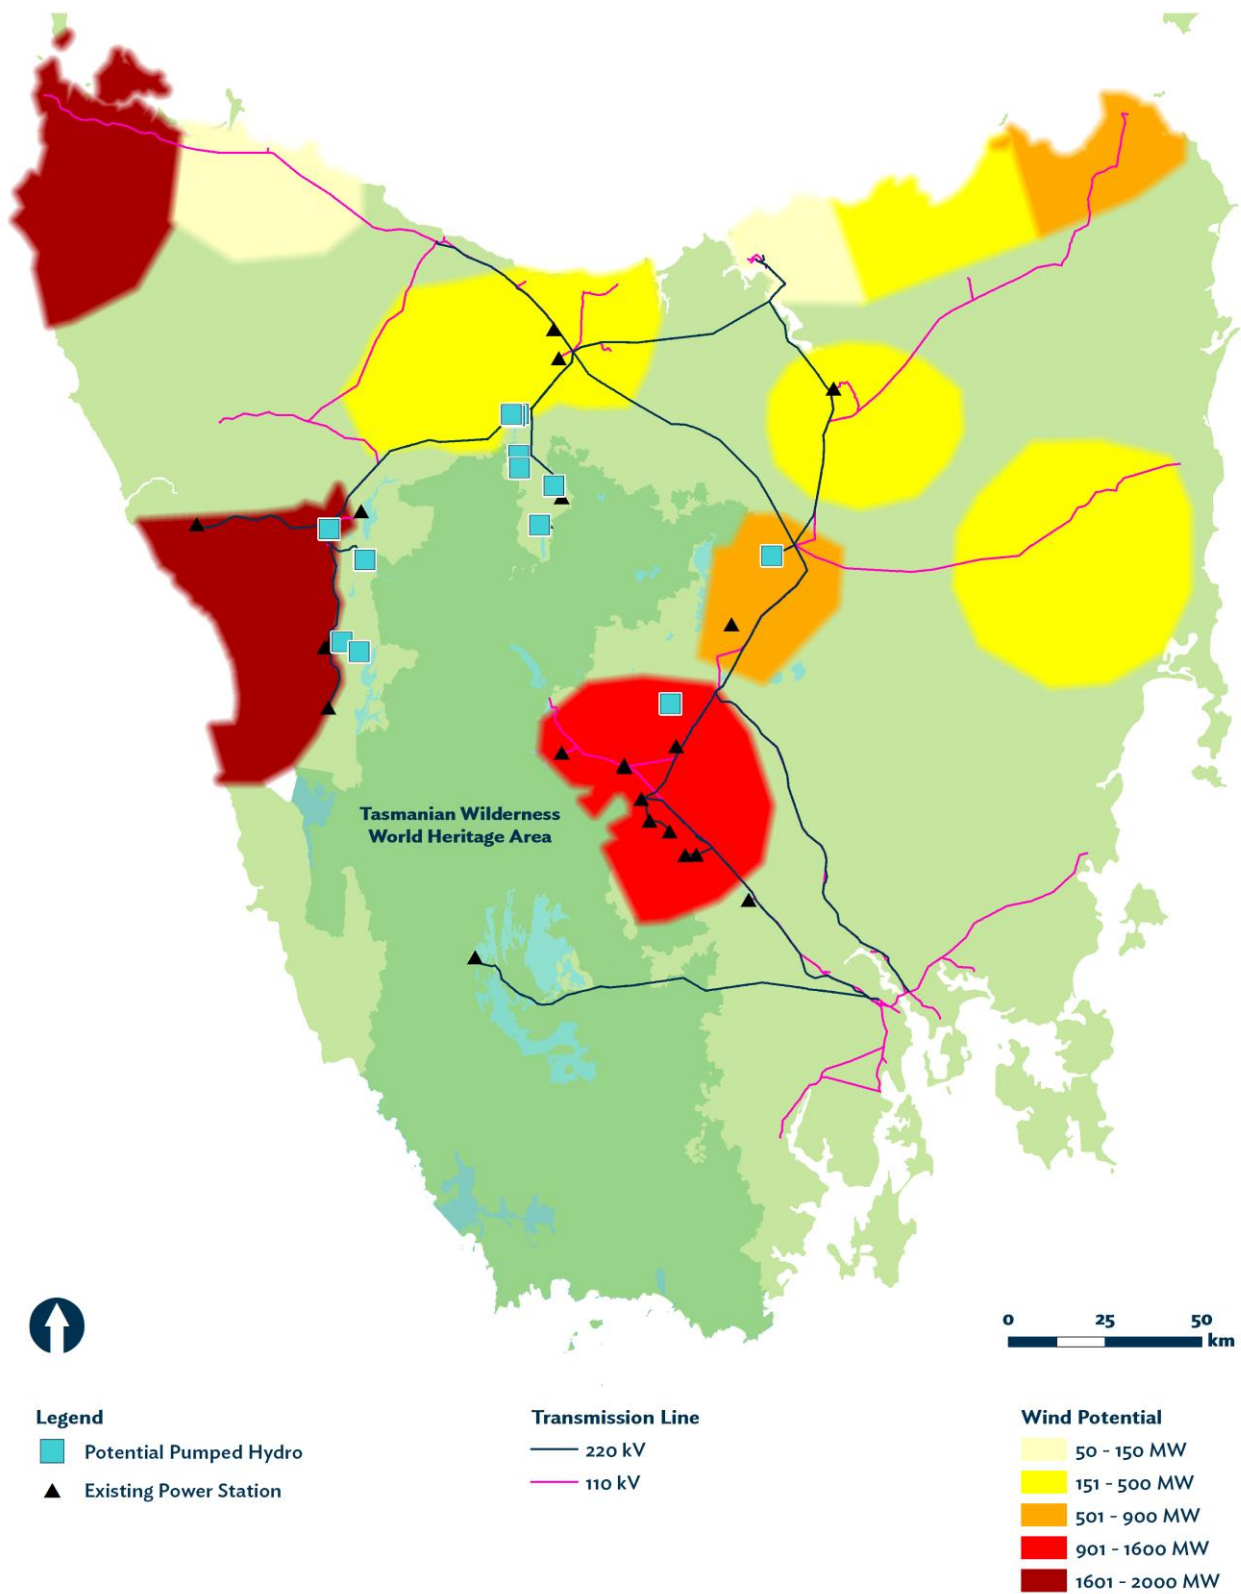 Tasmanian Wilderness
World Heritage Area
0 25 50
km
Legend
Potential Pumped Hydro
Existing Power Station
Transmission Line
220 kV
110 kV
Wind Potential
50 - 150 MW
151 - 500 MW
501 - 900 MW
901 - 1600 MW
1601 - 2000 MW